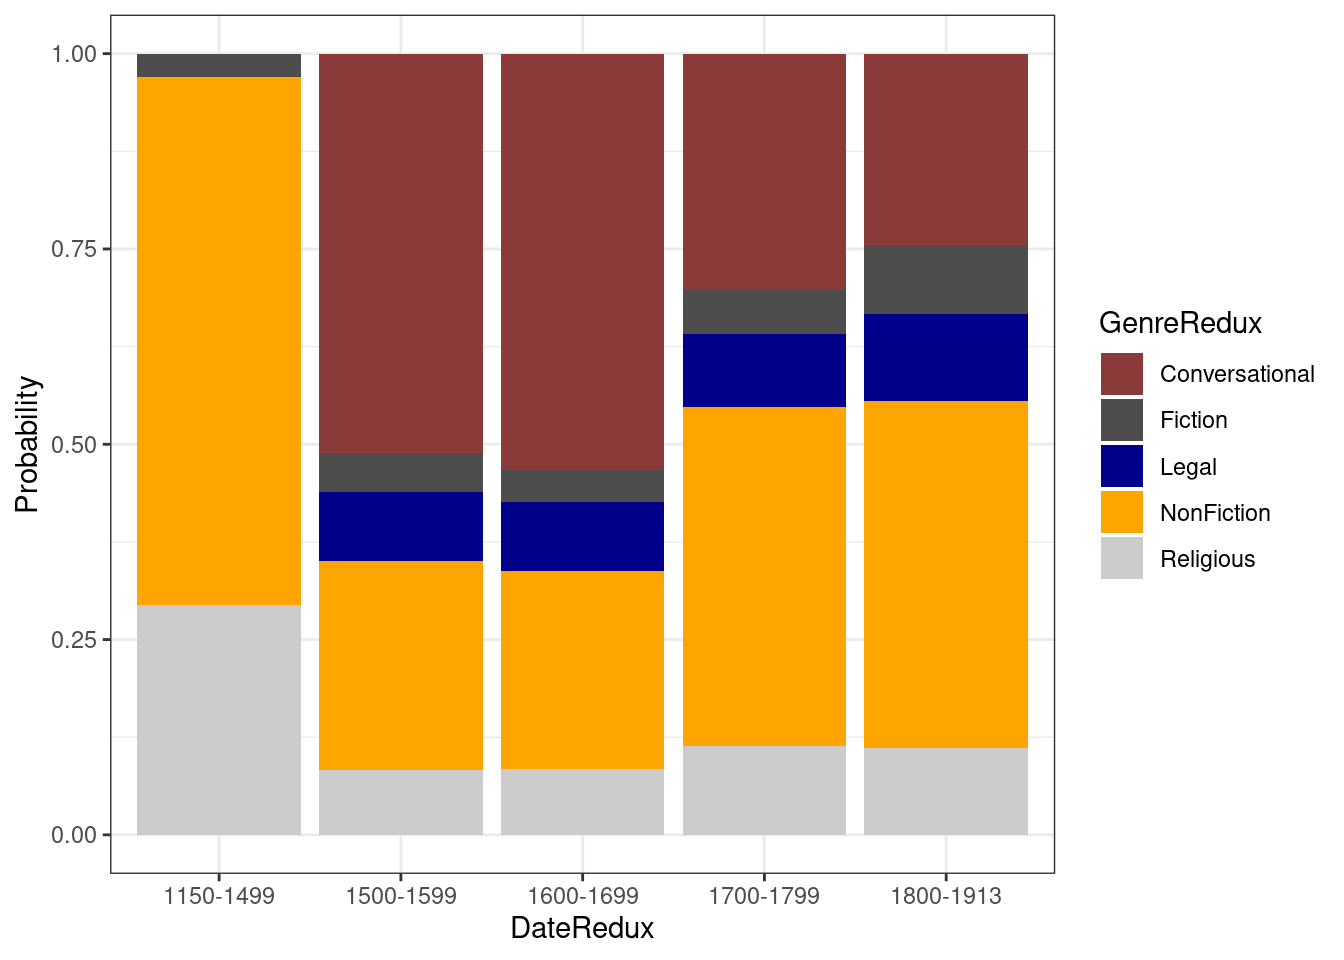 1.00
0.75
0.50
0.25
0.00
Probability
1150-1499 1500-1599 1600-1699 1700-1799 1800-1913
DateRedux
GenreRedux
Conversational
Fiction
Legal
NonFiction
Religious